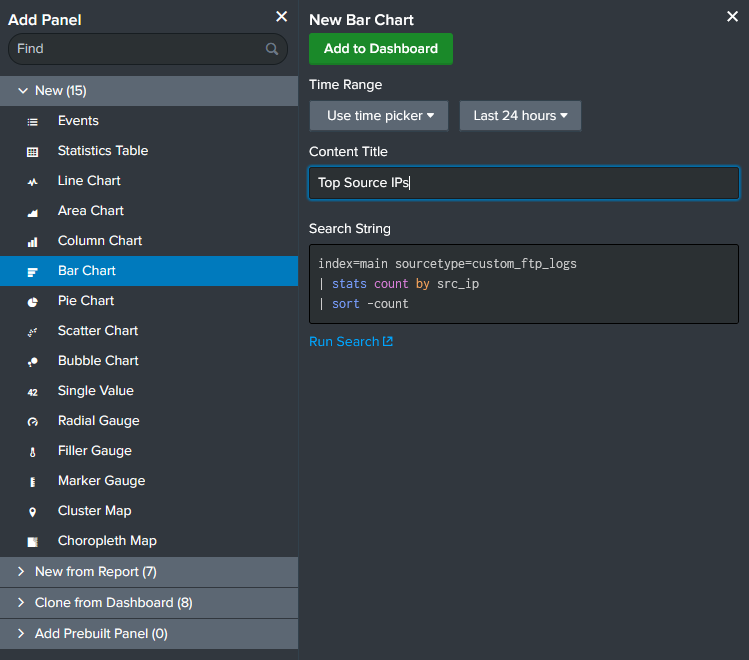 Add Panel
Find
New (15)
Events
Statistics Table
Line Chart
Area Chart
Column Chart
Bar Chart
Pie Chart
Scatter Chart
Bubble Chart
42 Single Value
Radial Gauge
Filler Gauge
Marker Gauge
Cluster Map
Choropleth Map
New from Report (7)
Clone from Dashboard (8)
Add Prebuilt Panel (0)
New Bar Chart
Add to Dashboard
Time Range
Use time picker Last 24 hours
Content Title
Top Source IPs
Search String
index=main sourcetype=custom_ftp_logs
| stats count by src_ip
| sort -count
Run Search